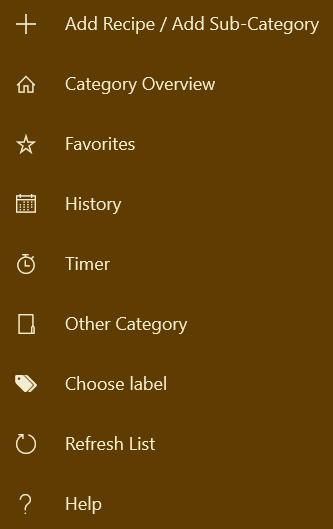 Add Recipe / Add Sub-Category
Category Overview
Favorites
History
Timer
Other Category
Choose label
Refresh List
Help